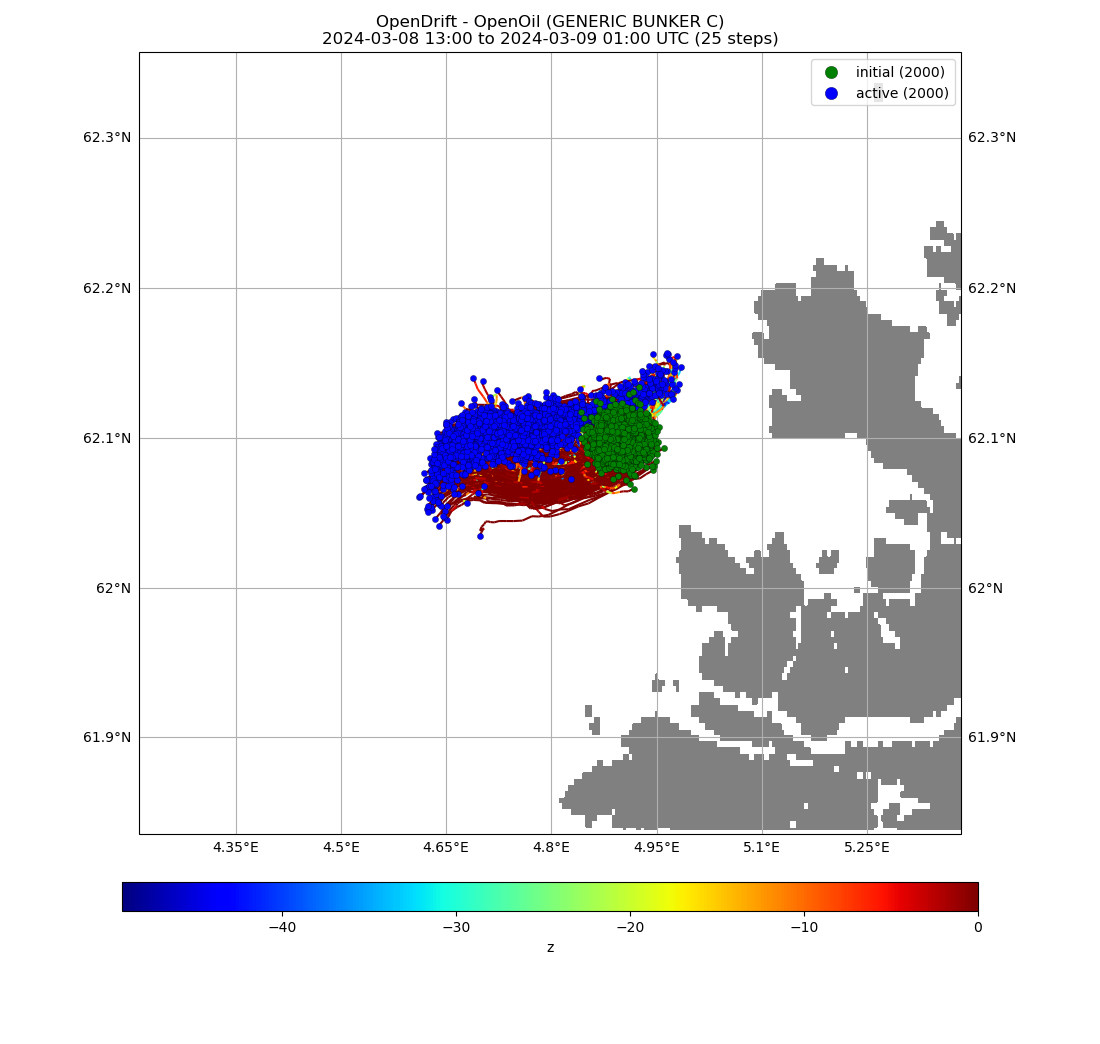 OpenDrift - OpenOil (GENERIC BUNKER C)
2024-03-08 13:00 to 2024-03-09 01:00 UTC (25 steps)
initial (2000)
active (2000)
62.3°N 62.3°N
62.2°N 62.2°N
62.1°N 62.1°N
62°N 62°N
61.9°N 61.9°N
4.35°E 4.5°E 4.65°E 4.8°E 4.95°E 5.1°E 5.25°E
−40 −30 −20 −10 0
z